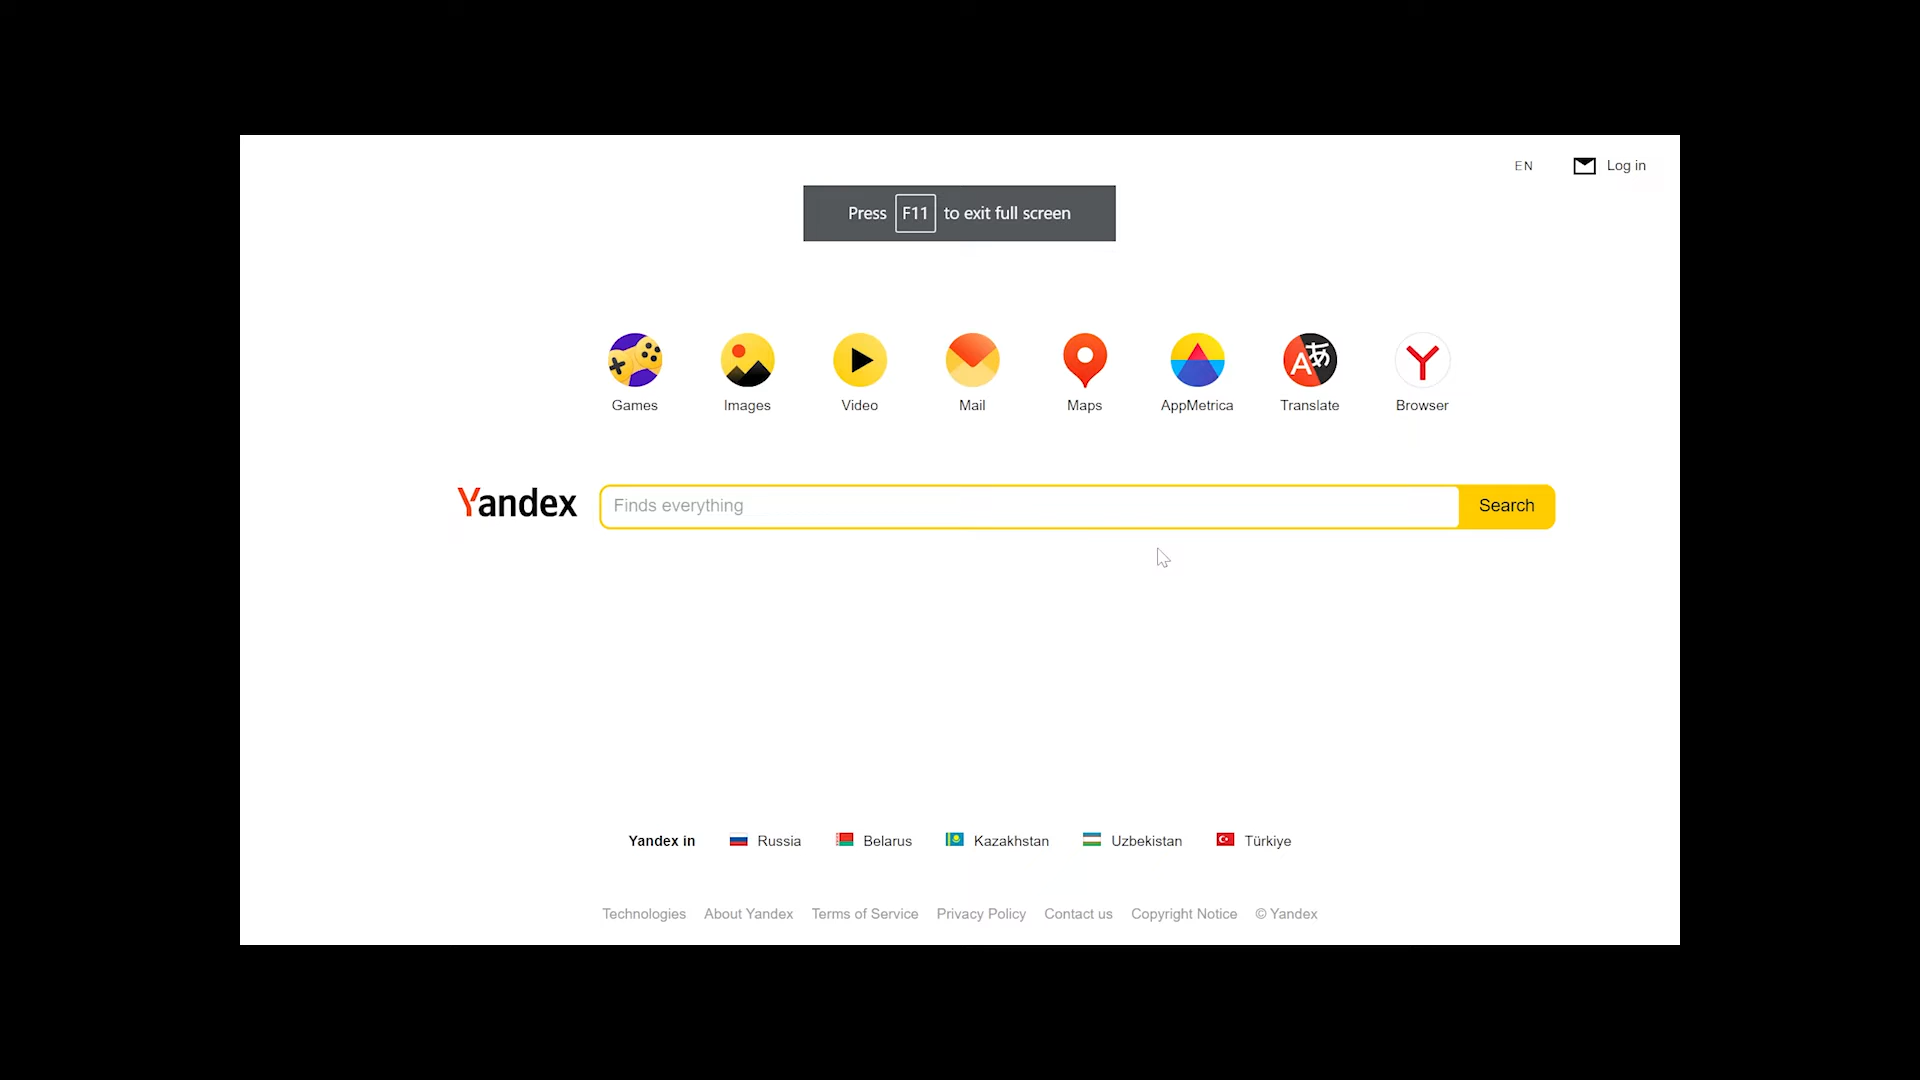 EN Log in
Press F11 to exit full screen
Games Images Video Mail Maps AppMetrica Translate Browser
Yandex Finds everything Search
Yandex in Russia Belarus Kazakhstan Uzbekistan Türkiye
Technologies About Yandex Terms of Service Privacy Policy Contact us Copyright Notice © Yandex